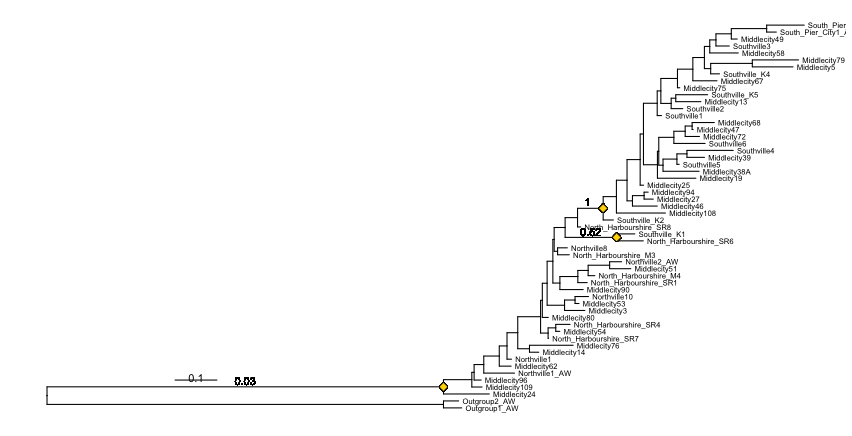 South_Pier
South_Pier_City1_A
Middlecity49
Southville3
Middlecity58
Middlecity79
Middlecity5
Southville_K4
Middlecity67
Middlecity75
Southville_K5
Middlecity13
Southville2
Southville1
Middlecity68
Middlecity47
Middlecity72
Southville6
Southville4
Middlecity39
Southville5
Middlecity38A
Middlecity19
Middlecity25
Middlecity94
Middlecity27
Middlecity46
1
Middlecity108
Southville_K2
North_Harbourshire_SR8
0.62
Southville_K1
North_Harbourshire_SR6
Northville8
North_Harbourshire_M3
Northville2_AW
Middlecity51
North_Harbourshire_M4
North_Harbourshire_SR1
Middlecity90
Northville10
Middlecity53
Middlecity3
Middlecity80
North_Harbourshire_SR4
Middlecity54
North_Harbourshire_SR7
Middlecity76
Middlecity14
Northville1
Middlecity62
Northville1_AW
0.1
0.03
Middlecity96
Middlecity109
Middlecity24
Outgroup2_AW
Outgroup1_AW